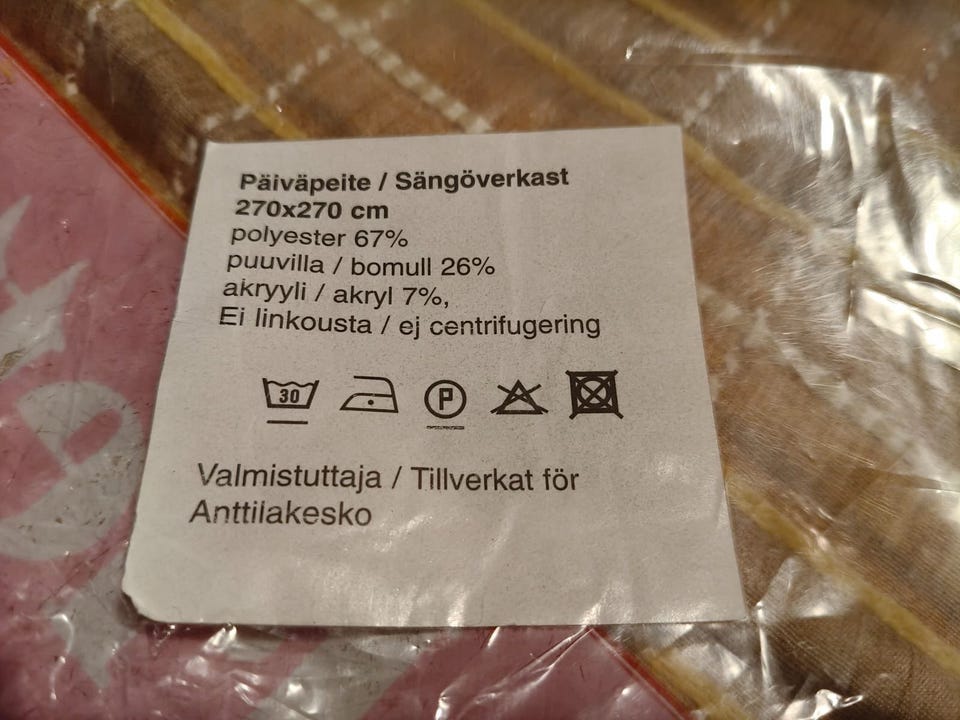 Päiväpeite / Sängöverkast
270x270 cm
polyester 67%
puuvilla / bomull 26%
akryyli / akryl 7%,
Ei linkousta / ej centrifugering
30 P
Valmistuttaja / Tillverkat för
Anttilakesko